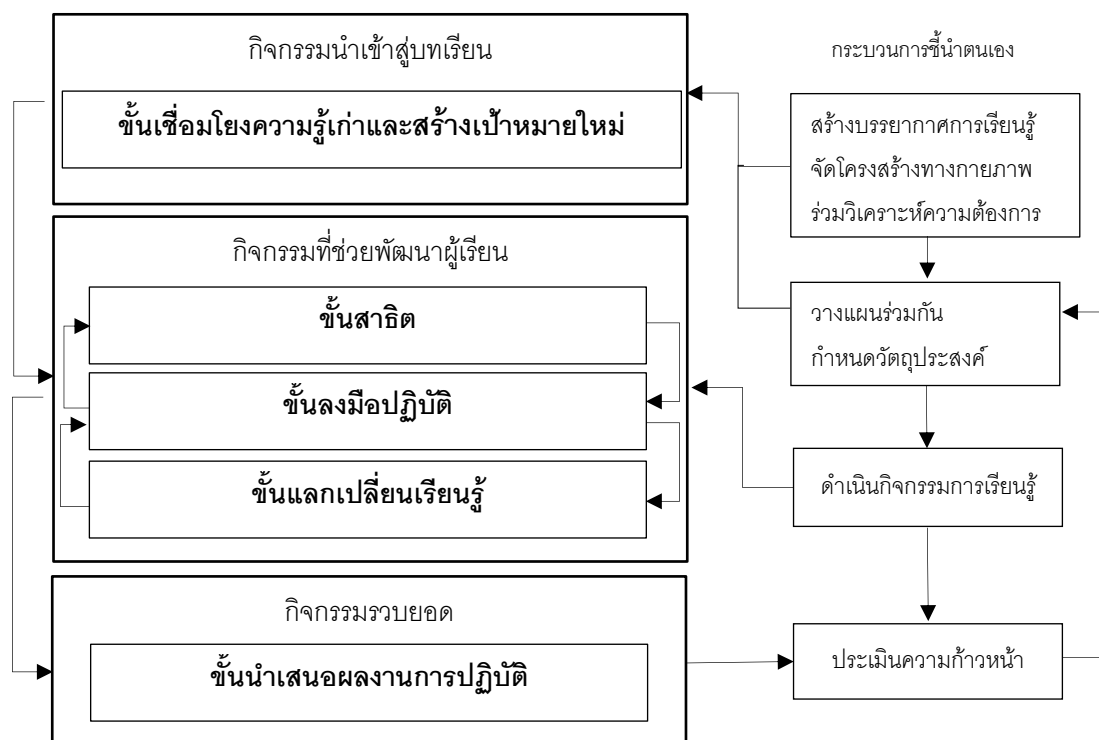 กิจกรรมนำเข้าสู่บทเรียน
ขั้นเชื่อมโยงความรู้เก่าและสร้างเป้าหมายใหม่
กิจกรรมที่ช่วยพัฒนาผู้เรียน
ขั้นสาธิต
ขั้นลงมือปฏิบัติ
ขั้นแลกเปลี่ยนเรียนรู้
กิจกรรมรวบยอด
ขั้นนำเสนอผลงานการปฏิบัติ
กระบวนการชี้นำตนเอง
สร้างบรรยากาศการเรียนรู้
จัดโครงสร้างทางกายภาพ
ร่วมวิเคราะห์ความต้องการ
วางแผนร่วมกัน
กำหนดวัตถุประสงค์
ดำเนินกิจกรรมการเรียนรู้
ประเมินความก้าวหน้า